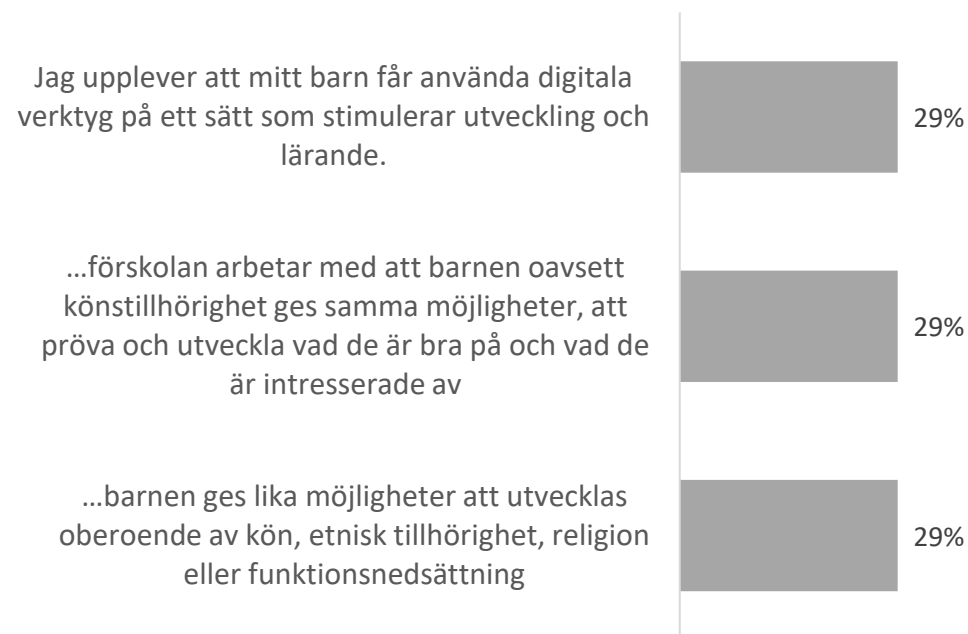 Jag upplever att mitt barn får använda digitala
verktyg på ett sätt som stimulerar utveckling och
lärande.
29%
…förskolan arbetar med att barnen oavsett
könstillhörighet ges samma möjligheter, att
pröva och utveckla vad de är bra på och vad de
är intresserade av
29%
…barnen ges lika möjligheter att utvecklas
oberoende av kön, etnisk tillhörighet, religion
eller funktionsnedsättning
29%